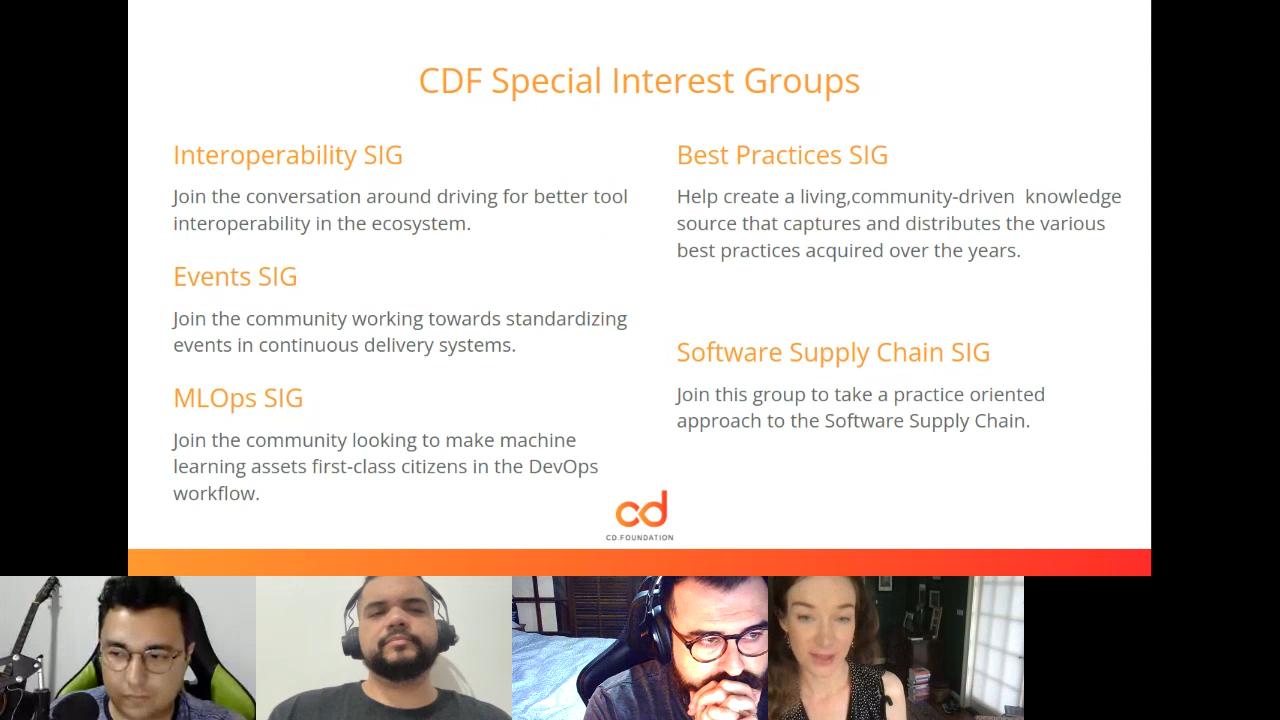 CDF Special Interest Groups
Interoperability SIG
Join the conversation around driving for better tool
interoperability in the ecosystem.
Events SIG
Join the community working towards standardizing
events in continuous delivery systems.
MLOps SIG
Join the community looking to make machine
learning assets first-class citizens in the DevOps
workflow.
Best Practices SIG
Help create a living,community-driven  knowledge
source that captures and distributes the various
best practices acquired over the years.
Software Supply Chain SIG
Join this group to take a practice oriented
approach to the Software Supply Chain.
cd
CD.FOUNDATION